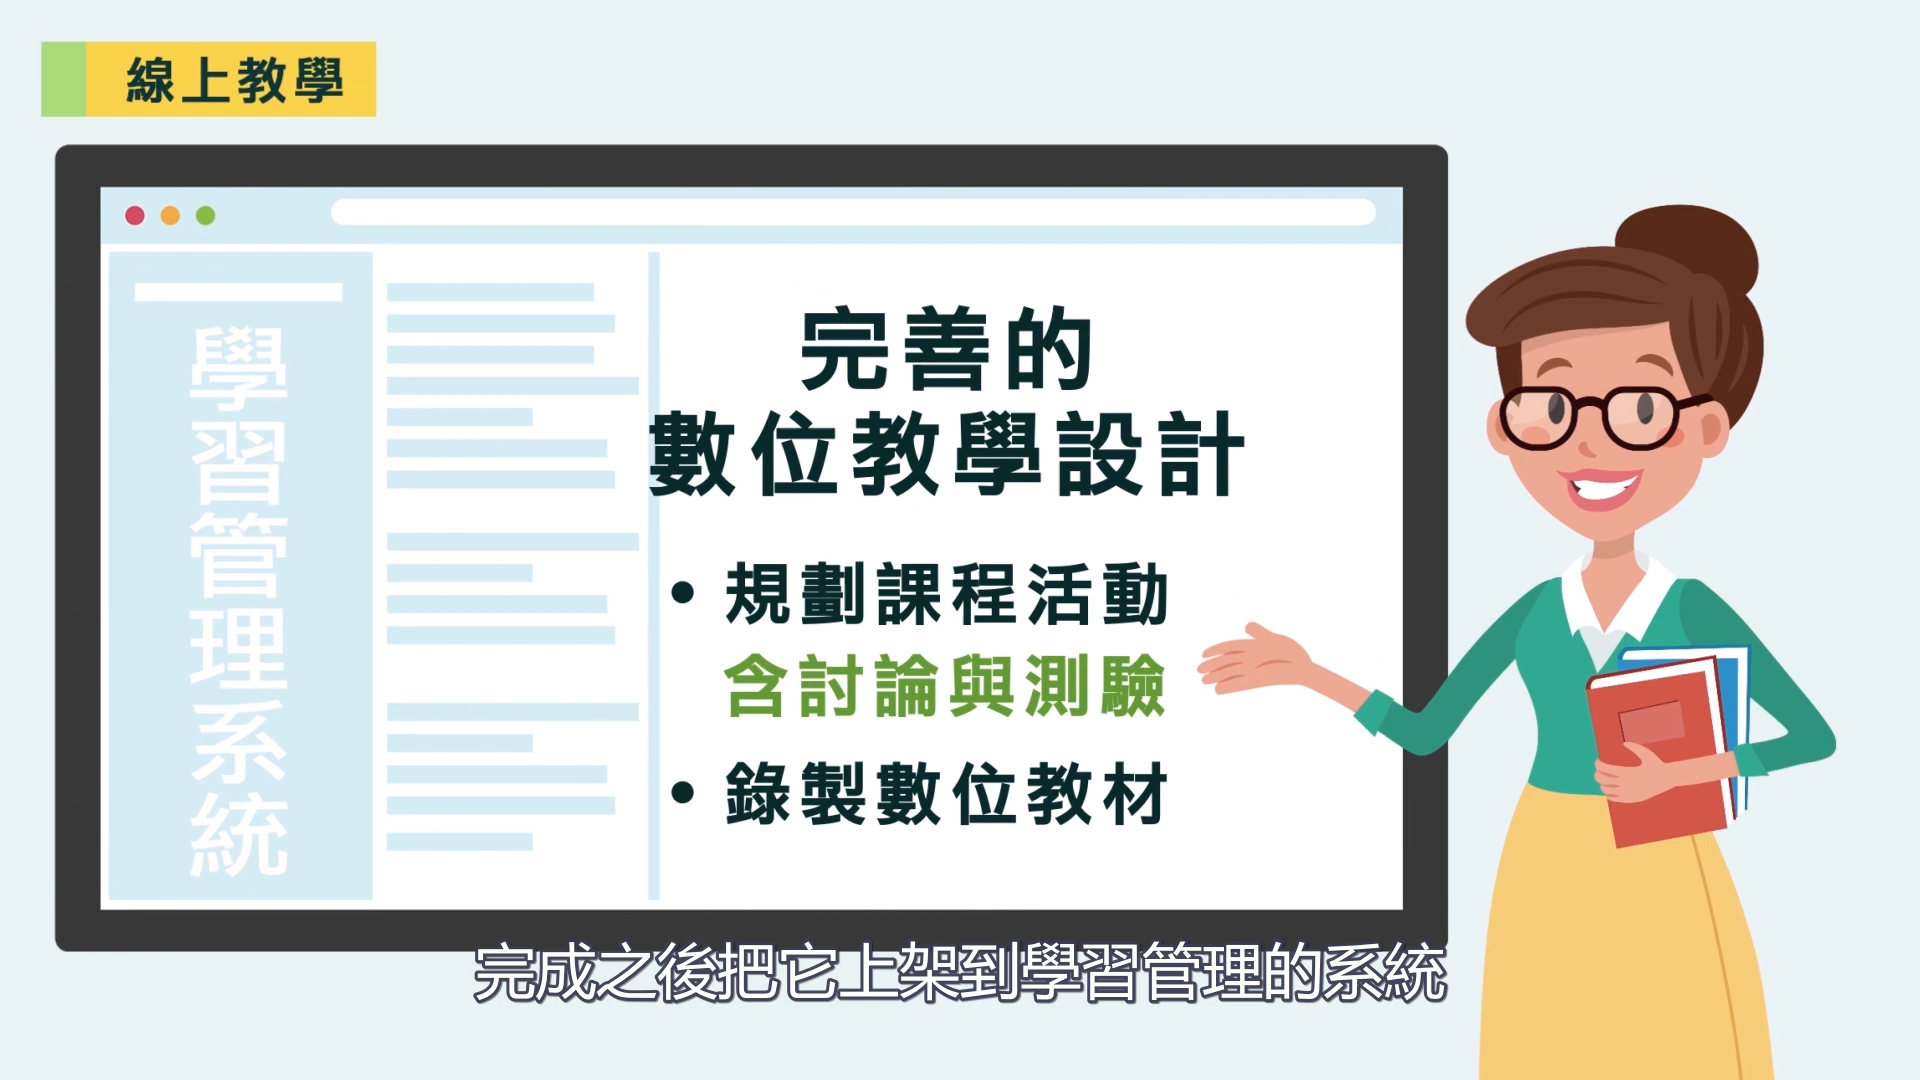 線上教學
學習管理系統
完善的
數位教學設計
• 規劃課程活動
含討論與測驗
• 錄製數位教材
完成之後把它上架到學習管理的系統